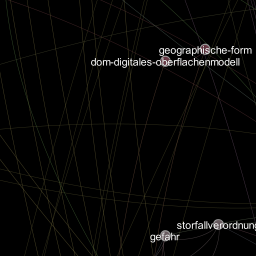 geographische-form
dom-digitales-oberflachenmodell
storfallverordnung
gefahr